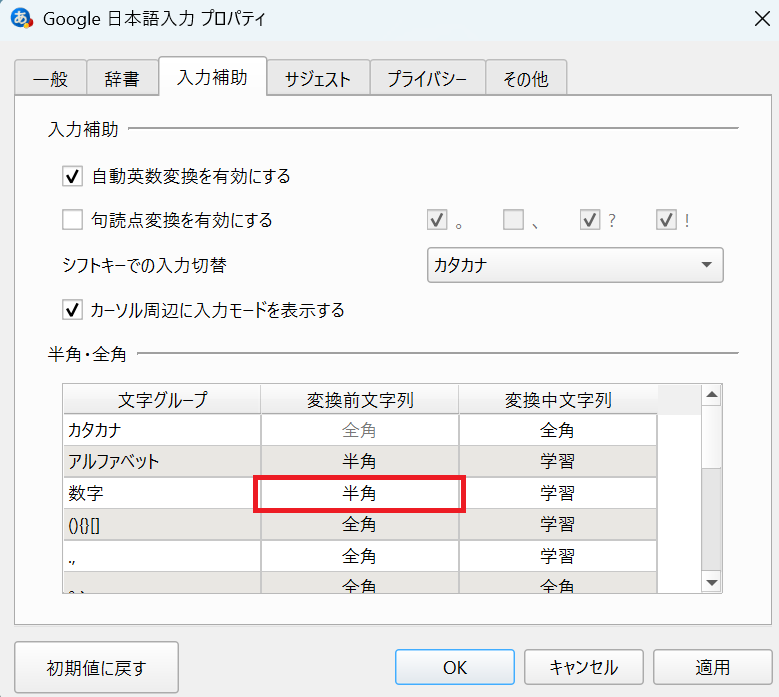 Google 日本語入力 プロパティ
一般 辞書 入力補助 サジェスト プライバシー その他
入力補助
自動英数変換を有効にする
句読点変換を有効にする 。 、 ? !
シフトキーでの入力切替 カタカナ
カーソル周辺に入力モードを表示する
半角・全角
文字グループ 変換前文字列 変換中文字列
カタカナ 全角 全角
アルファベット 半角 学習
数字 半角 学習
(){}[] 全角 学習
., 全角 学習
。、 全角 全角
初期値に戻す OK キャンセル 適用